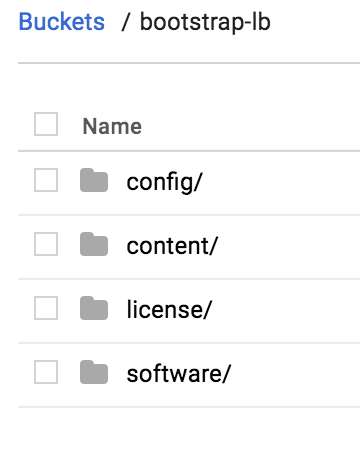 Buckets / bootstrap-lb
Name
config/
content/
license/
software/